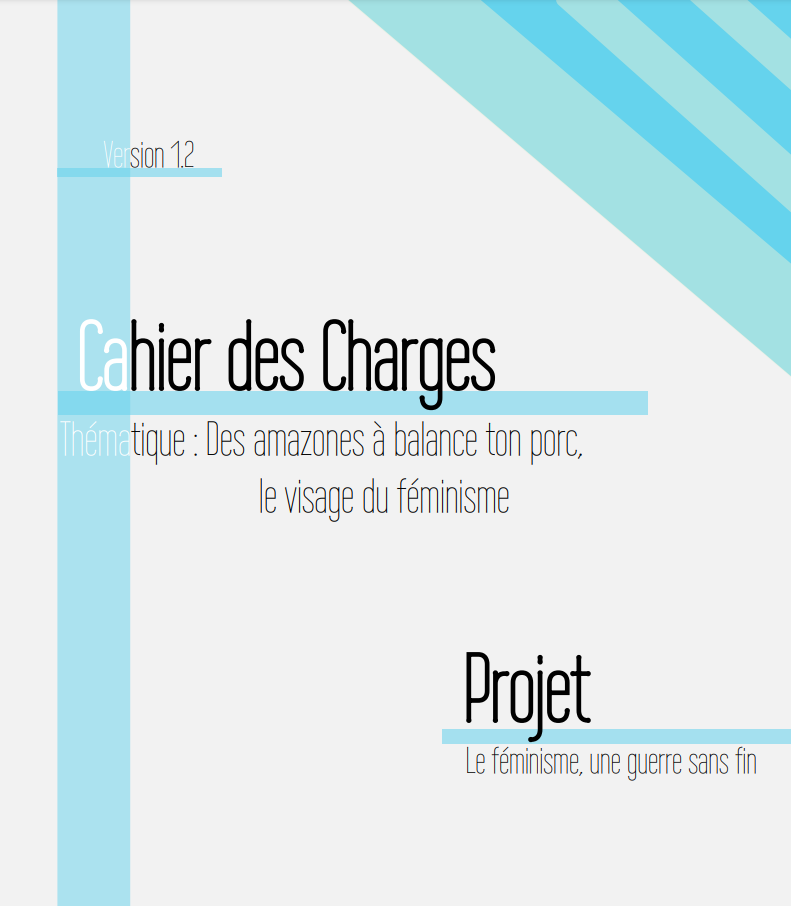 Version 1.2
Cahier des Charges
Thématique : Des amazones à balance ton porc,
le visage du féminisme
Projet
Le féminisme, une guerre sans fin